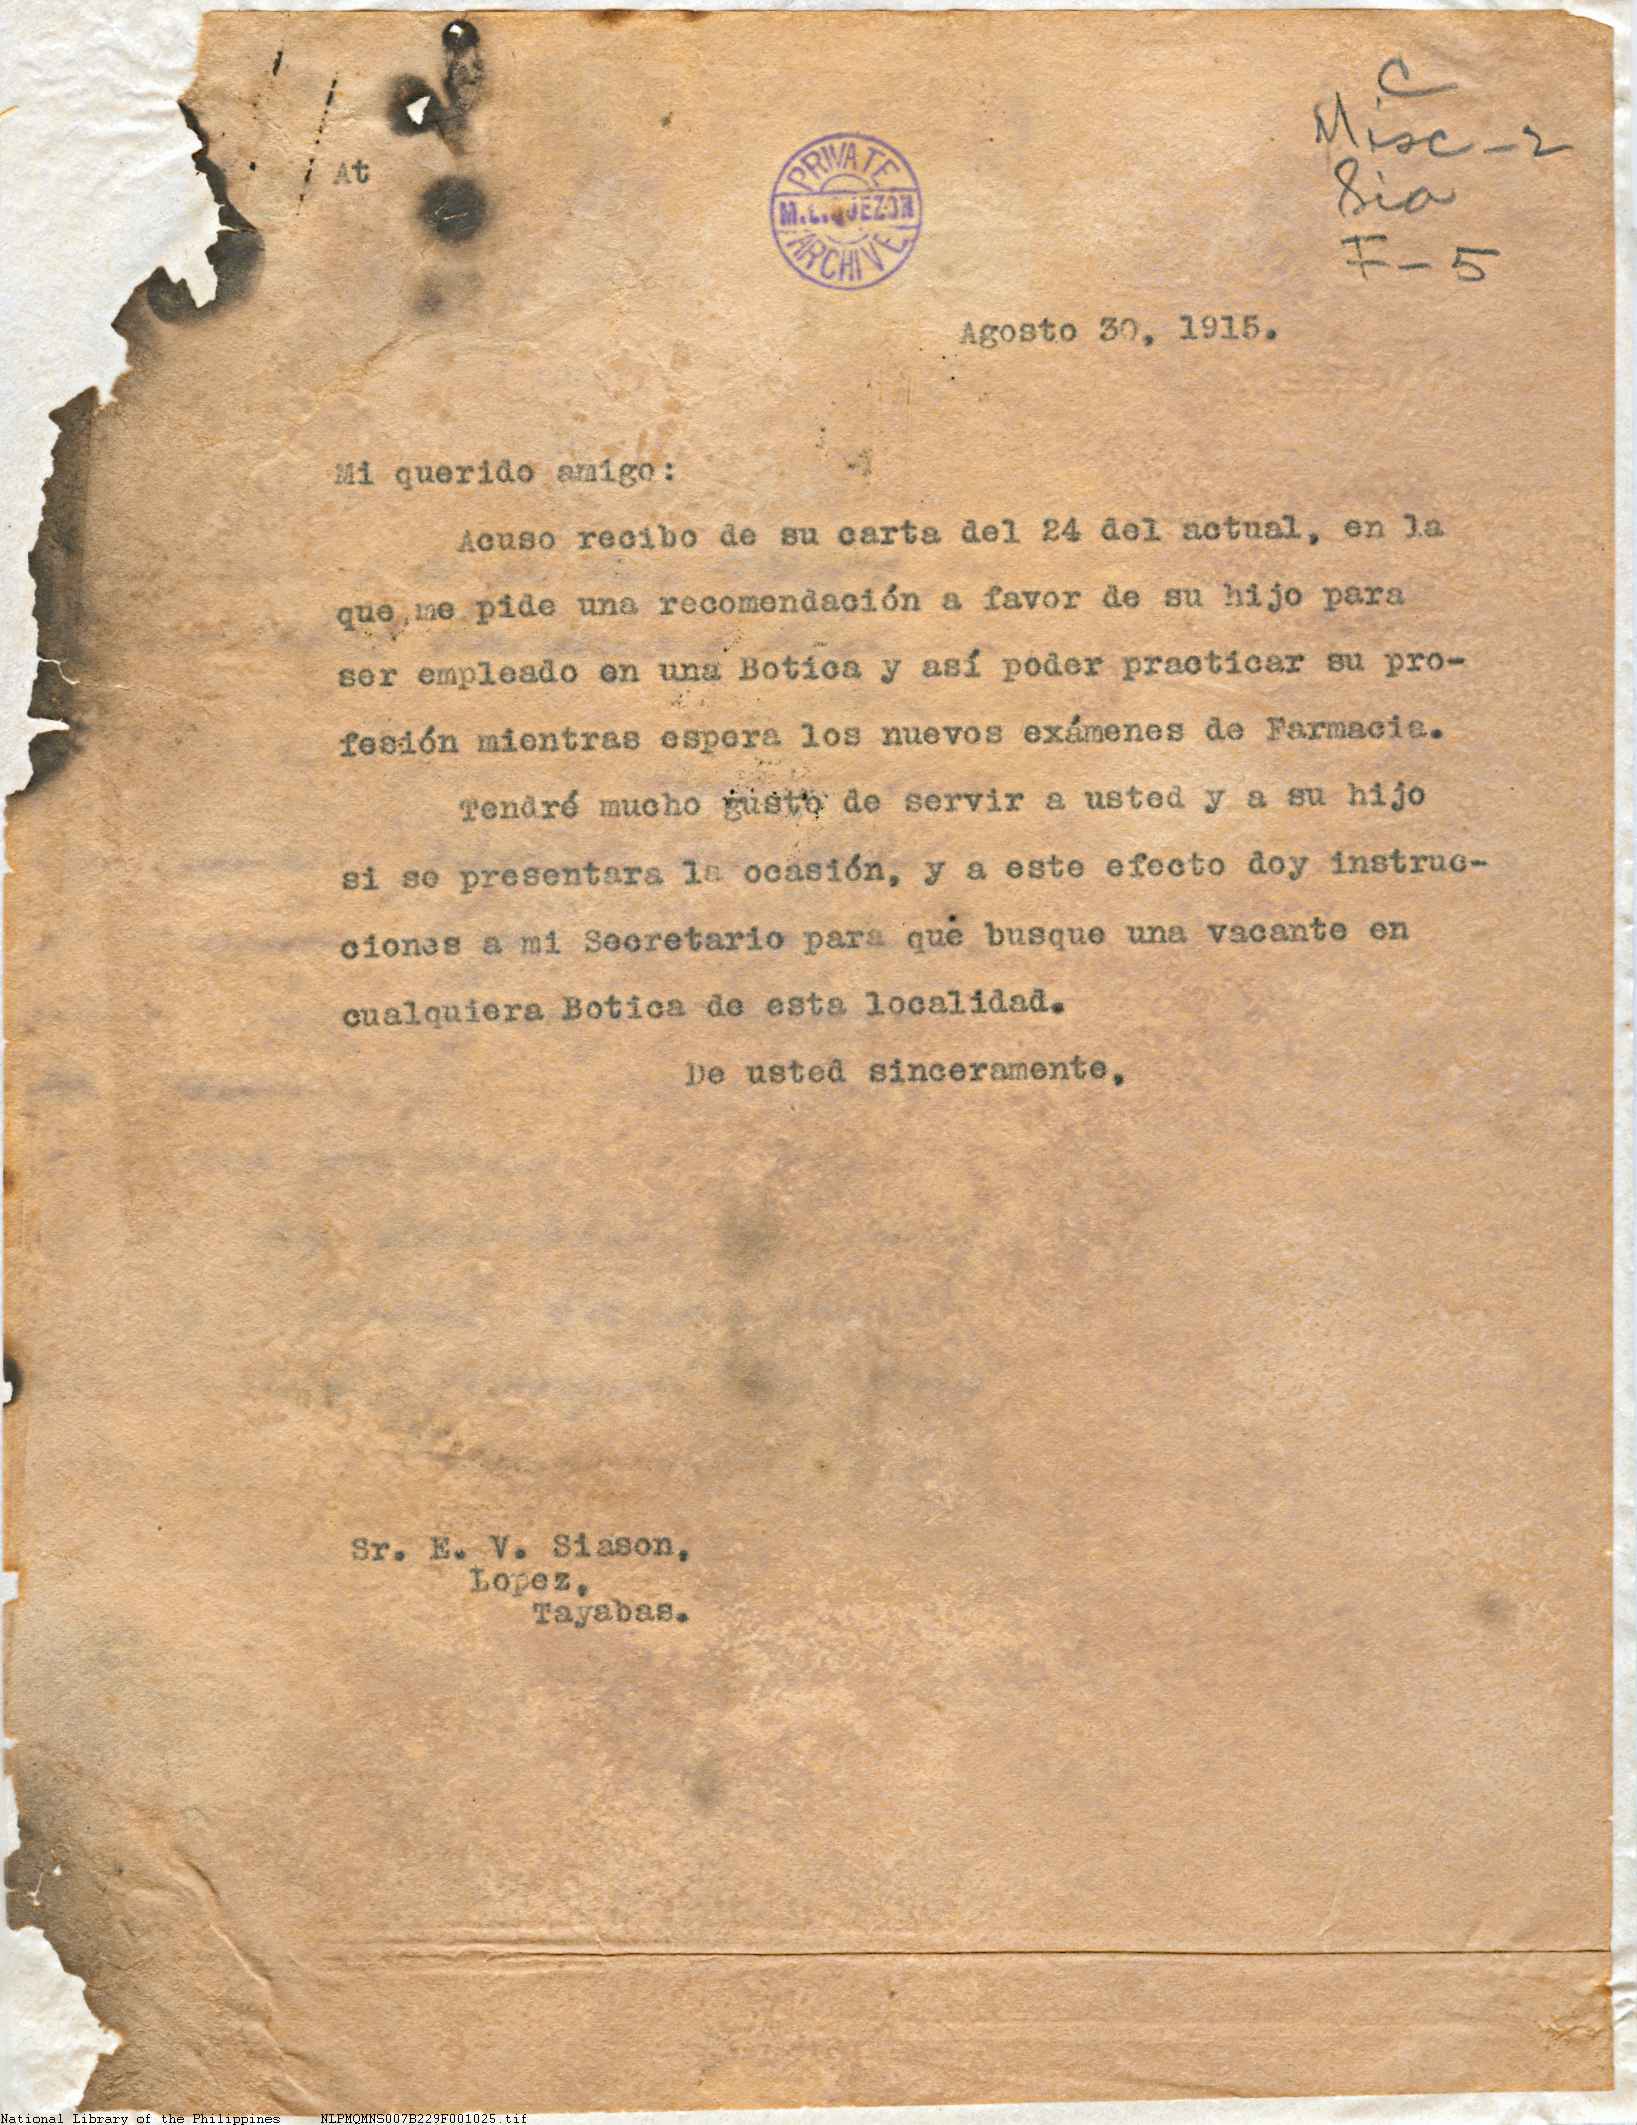 C
Misc-2
Sia
F-5
At
PRIVATE
M.L.QUEZON
ARCHIVE
Agosto 30, 1915.
Mi querido amigo:
Acuso recibo de su carta del 24 del actual, en la
que me pide una recomendación a favor de su hijo para
ser empleado en una Botica y así poder practicar su pro-
fesión mientras espera los nuevos exámenes de Farmacia.
Tendré mucho gusto de servir a usted y a su hijo
si se presentara la ocasión, y a este efecto doy instruc-
ciones a mi Secretario para que busque una vacante en
cualquiera Botica de esta localidad.
De usted sinceramente,
Sr. E. V. Siason,
Lopez,
Tayabas.
National Library of the Philippines NLPMQMNS007B229F001025.tif